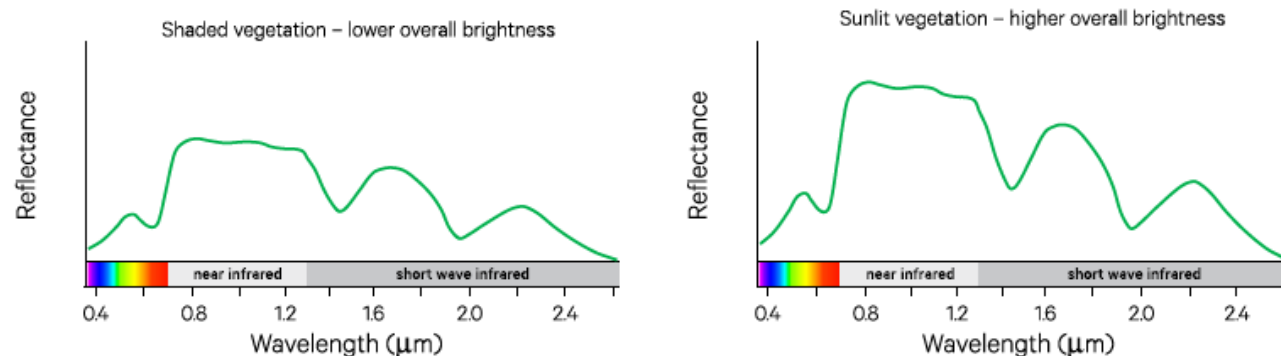 Shaded vegetation – lower overall brightness
Reflectance
near infrared
short wave infrared
0.4 0.8 1.2 1.6 2.0 2.4
Wavelength (μm)
Sunlit vegetation – higher overall brightness
Reflectance
near infrared
short wave infrared
0.4 0.8 1.2 1.6 2.0 2.4
Wavelength (μm)